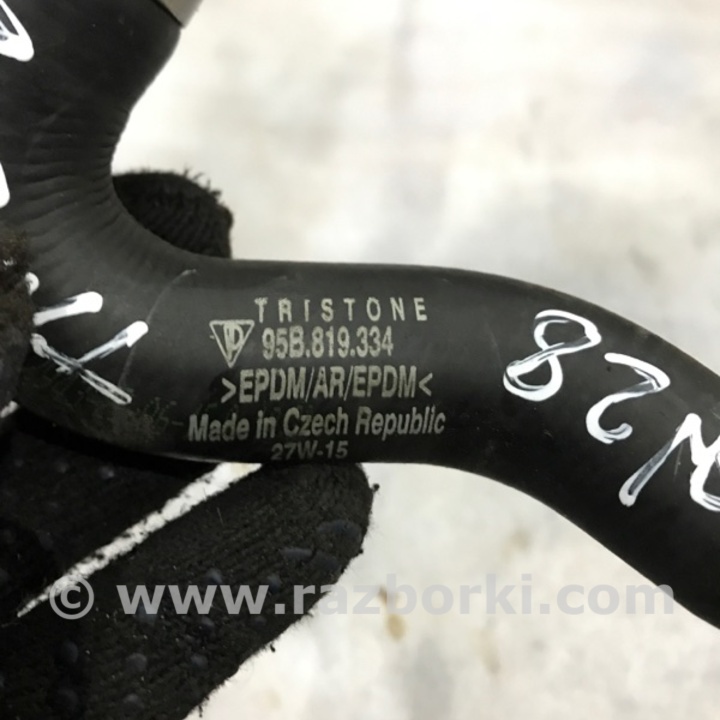 TRISTONE
95B.819.334
>EPDM/AR/EPDM<
Made in Czech Republic
27W-15
© www.razborki.com